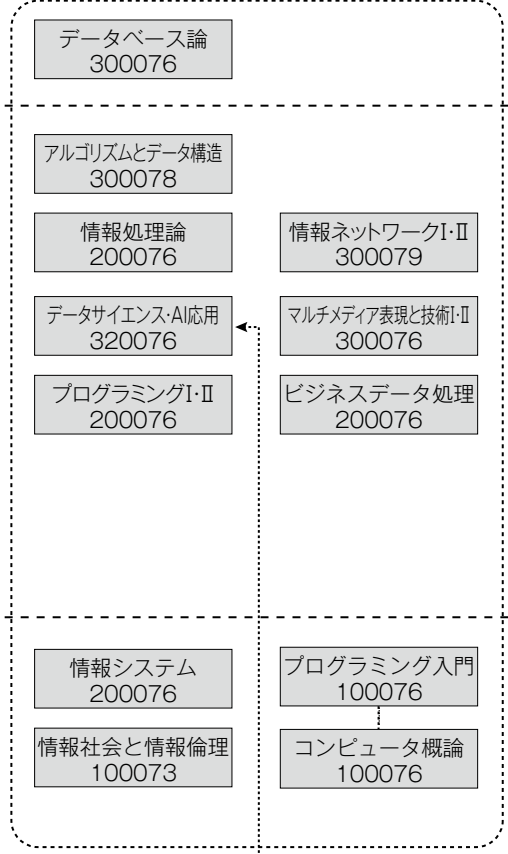 データベース論
300076
アルゴリズムとデータ構造
300078
情報処理論
200076
情報ネットワークⅠ・Ⅱ
300079
データサイエンス・AI応用
320076
マルチメディア表現と技術Ⅰ・Ⅱ
300076
プログラミングⅠ・Ⅱ
200076
ビジネスデータ処理
200076
情報システム
200076
プログラミング入門
100076
情報社会と情報倫理
100073
コンピュータ概論
100076